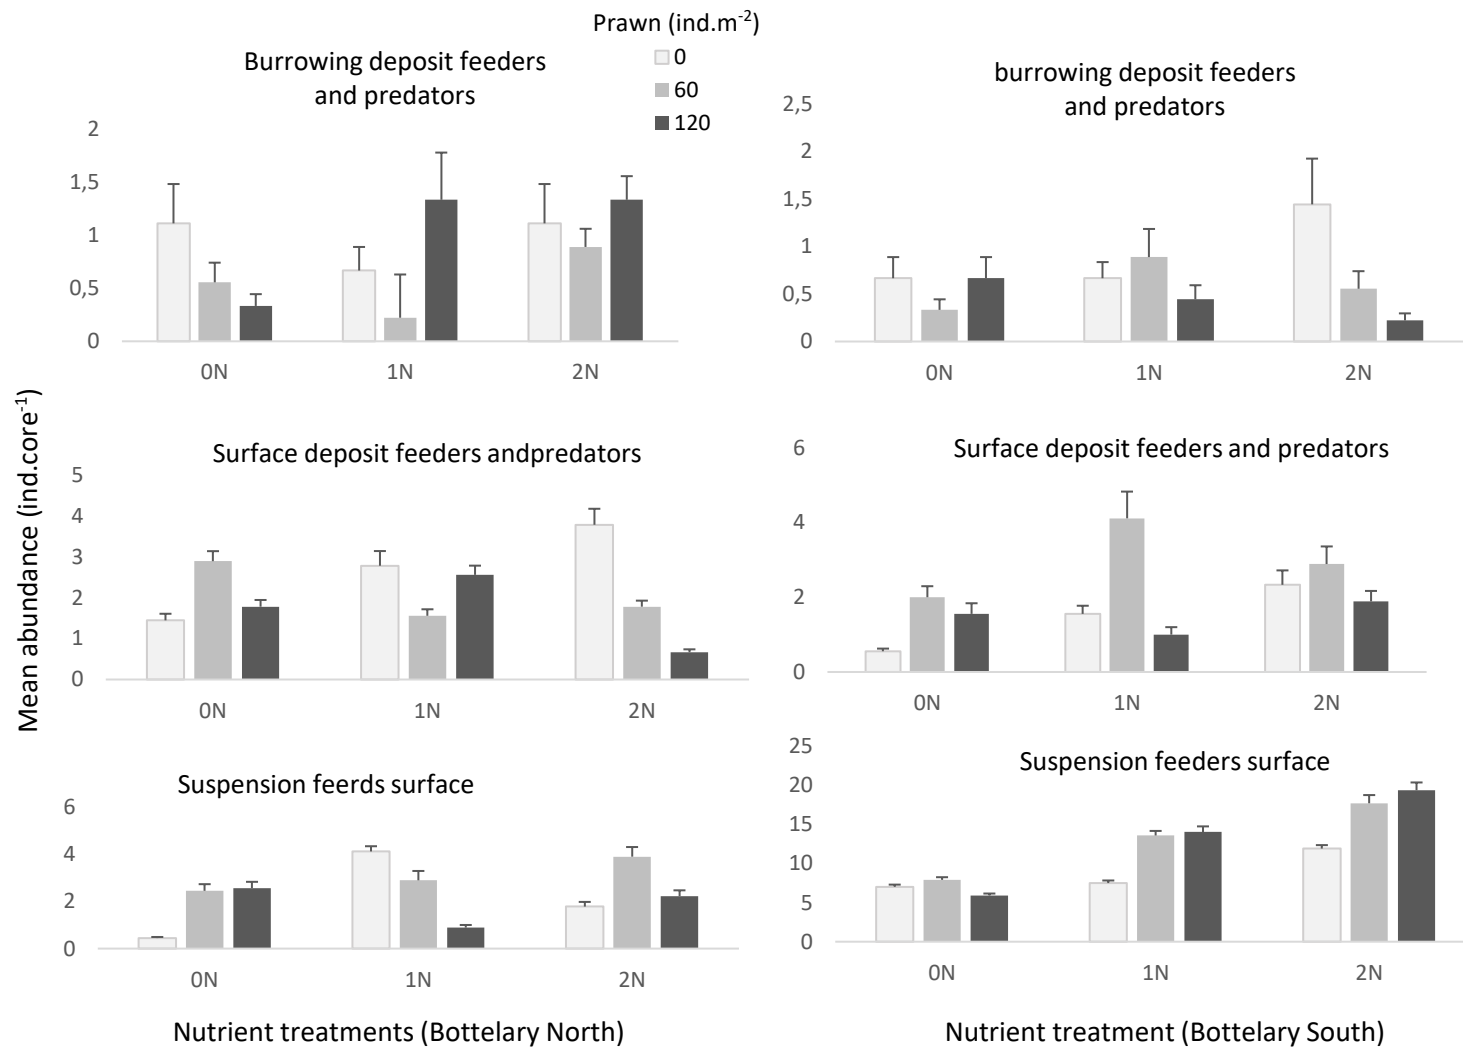 Prawn (ind.m⁻²)
0
60
120
Burrowing deposit feeders
and predators
2
1,5
1
0,5
0
0N 1N 2N
burrowing deposit feeders
and predators
2,5
2
1,5
1
0,5
0
0N 1N 2N
Mean abundance (ind.core⁻¹)
Surface deposit feeders andpredators
5
4
3
2
1
0
0N 1N 2N
Surface deposit feeders and predators
6
4
2
0
0N 1N 2N
Suspension feerds surface
6
4
2
0
0N 1N 2N
Nutrient treatments (Bottelary North)
Suspension feeders surface
25
20
15
10
5
0
0N 1N 2N
Nutrient treatment (Bottelary South)